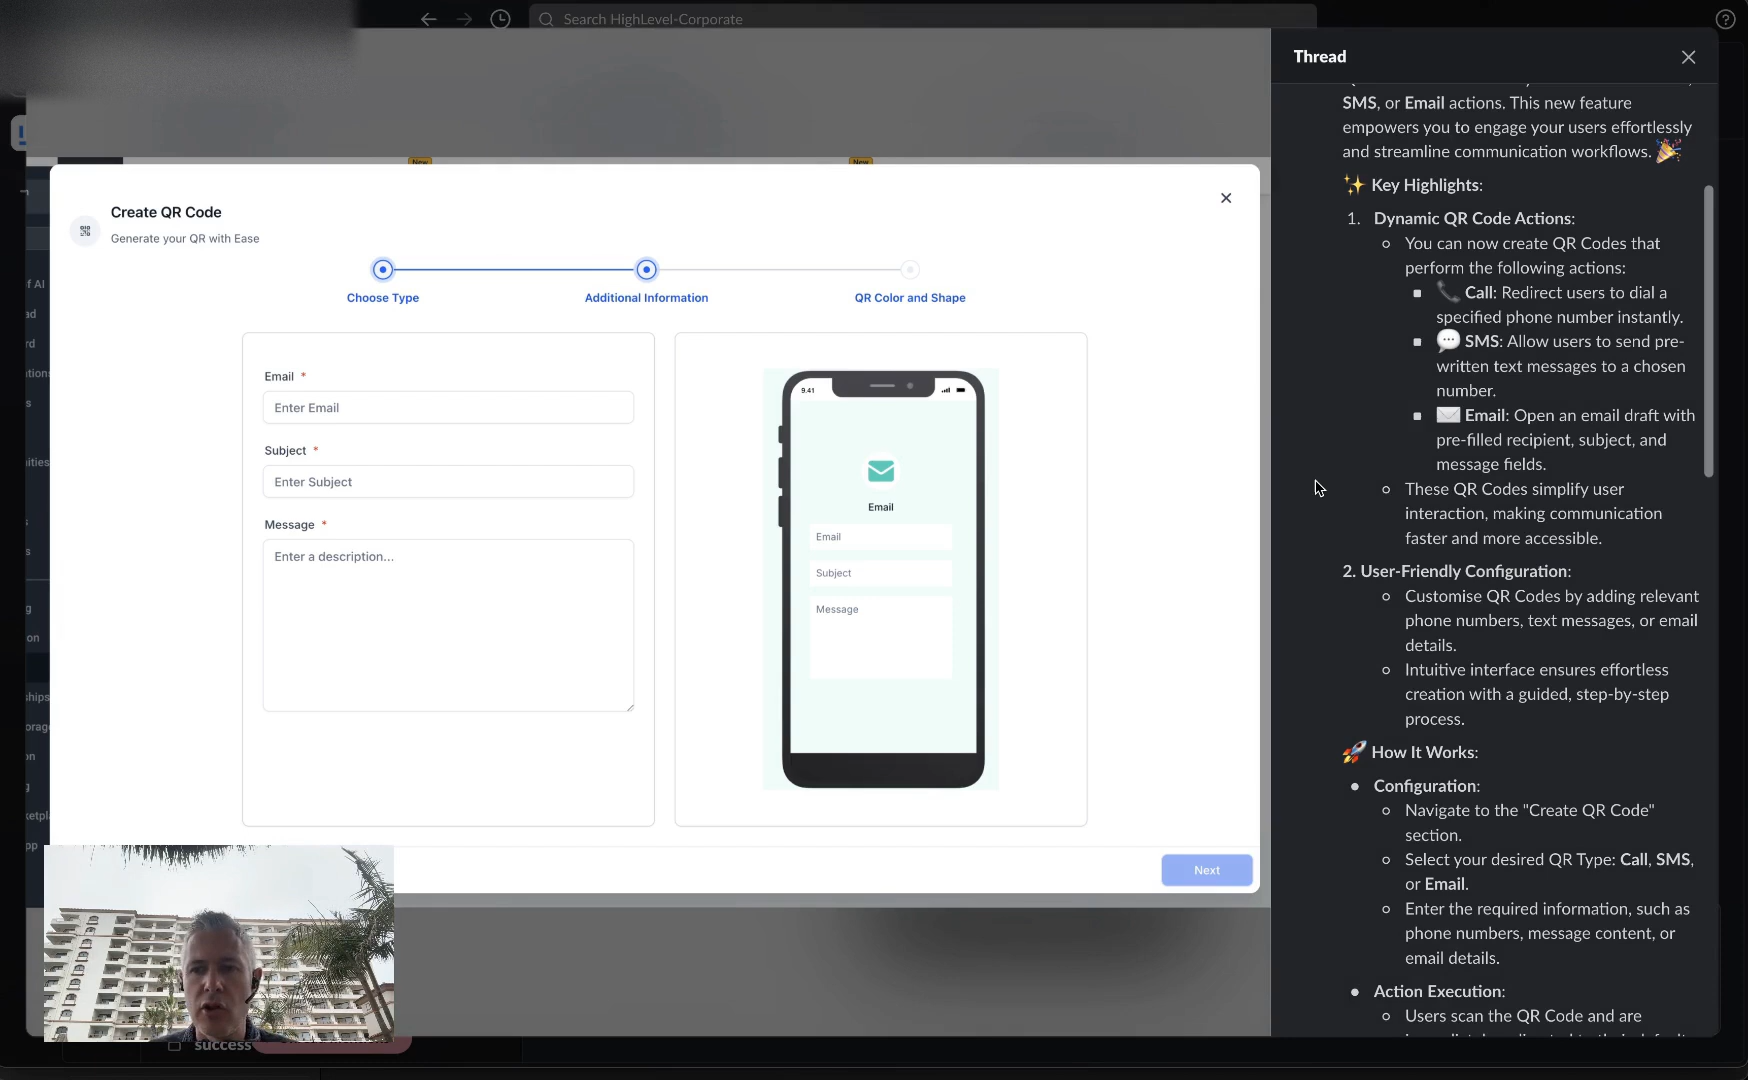 Search HighLevel-Corporate
New
New
Create QR Code
Generate your QR with Ease
Choose Type
Additional Information
QR Color and Shape
Email *
Enter Email
Subject *
Enter Subject
Message *
Enter a description...
9.41
Email
Email
Subject
Message
Next
of AI
success
Thread
SMS, or Email actions. This new feature
empowers you to engage your users effortlessly
and streamline communication workflows. 🎉
✨ Key Highlights:
1. Dynamic QR Code Actions:
You can now create QR Codes that
perform the following actions:
📞 Call: Redirect users to dial a
specified phone number instantly.
💬 SMS: Allow users to send pre-
written text messages to a chosen
number.
✉️ Email: Open an email draft with
pre-filled recipient, subject, and
message fields.
These QR Codes simplify user
interaction, making communication
faster and more accessible.
2. User-Friendly Configuration:
Customise QR Codes by adding relevant
phone numbers, text messages, or email
details.
Intuitive interface ensures effortless
creation with a guided, step-by-step
process.
🚀 How It Works:
Configuration:
Navigate to the "Create QR Code"
section.
Select your desired QR Type: Call, SMS,
or Email.
Enter the required information, such as
phone numbers, message content, or
email details.
Action Execution:
Users scan the QR Code and are